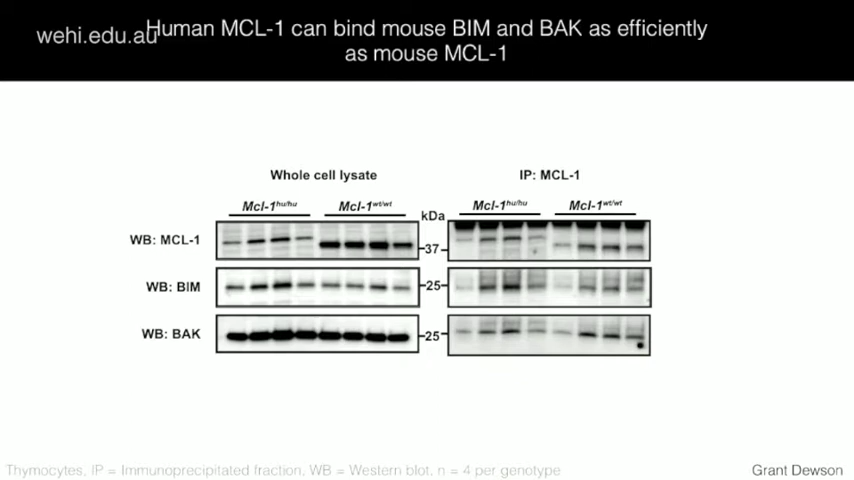 wehi.edu.au
Human MCL-1 can bind mouse BIM and BAK as efficiently
as mouse MCL-1
Whole cell lysate
IP: MCL-1
Mcl-1hu/hu
Mcl-1wt/wt
kDa
Mcl-1hu/hu
Mcl-1wt/wt
WB: MCL-1
37
WB: BIM
25
WB: BAK
25
Thymocytes, IP = Immunoprecipitated fraction, WB = Western blot, n = 4 per genotype
Grant Dewson